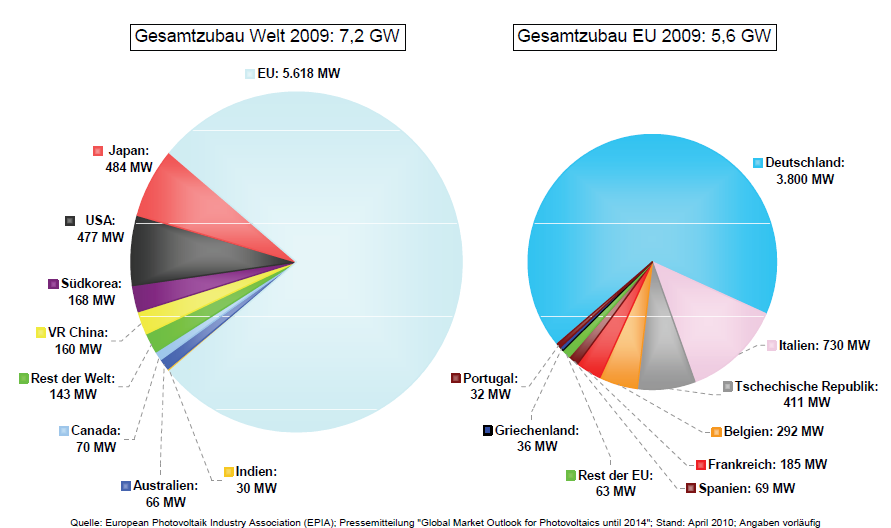 Gesamtzubau Welt 2009: 7,2 GW
EU: 5.618 MW
Japan:
484 MW
USA:
477 MW
Südkorea:
168 MW
VR China:
160 MW
Rest der Welt:
143 MW
Canada:
70 MW
Australien:
66 MW
Indien:
30 MW
Gesamtzubau EU 2009: 5,6 GW
Deutschland:
3.800 MW
Italien: 730 MW
Tschechische Republik:
411 MW
Belgien: 292 MW
Frankreich: 185 MW
Spanien: 69 MW
Rest der EU:
63 MW
Griechenland:
36 MW
Portugal:
32 MW
Quelle: European Photovoltaik Industry Association (EPIA); Pressemitteilung "Global Market Outlook for Photovoltaics until 2014"; Stand: April 2010; Angaben vorläufig